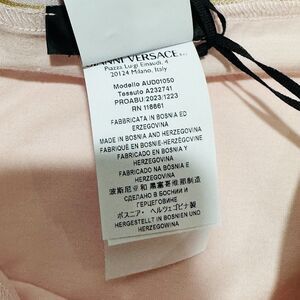 GIANNI VERSACE
Piazza Luigi Einaudi, 4
20124 Milano, Italy
Modello AUD01050
Tessuto A232741
PROABU:2023/1223
RN 116661
FABBRICATA IN BOSNIA ED
ERZEGOVINA
MADE IN BOSNIA AND HERZEGOVINA
FABRIQUÉ EN BOSNIE-HERZÉGOVINE
FABRICADO EN BOSNIA Y
HERZEGOVINA
FABRICADO NA BÓSNIA E
HERZEGOVINA
波斯尼亚和 黑塞哥维那制造
СДЕЛАНО В БОСНИИ И
ГЕРЦЕГОВИНЕ
ボスニア・ヘルツェゴビナ製
HERGESTELLT IN BOSNIEN UND
HERZEGOWINA